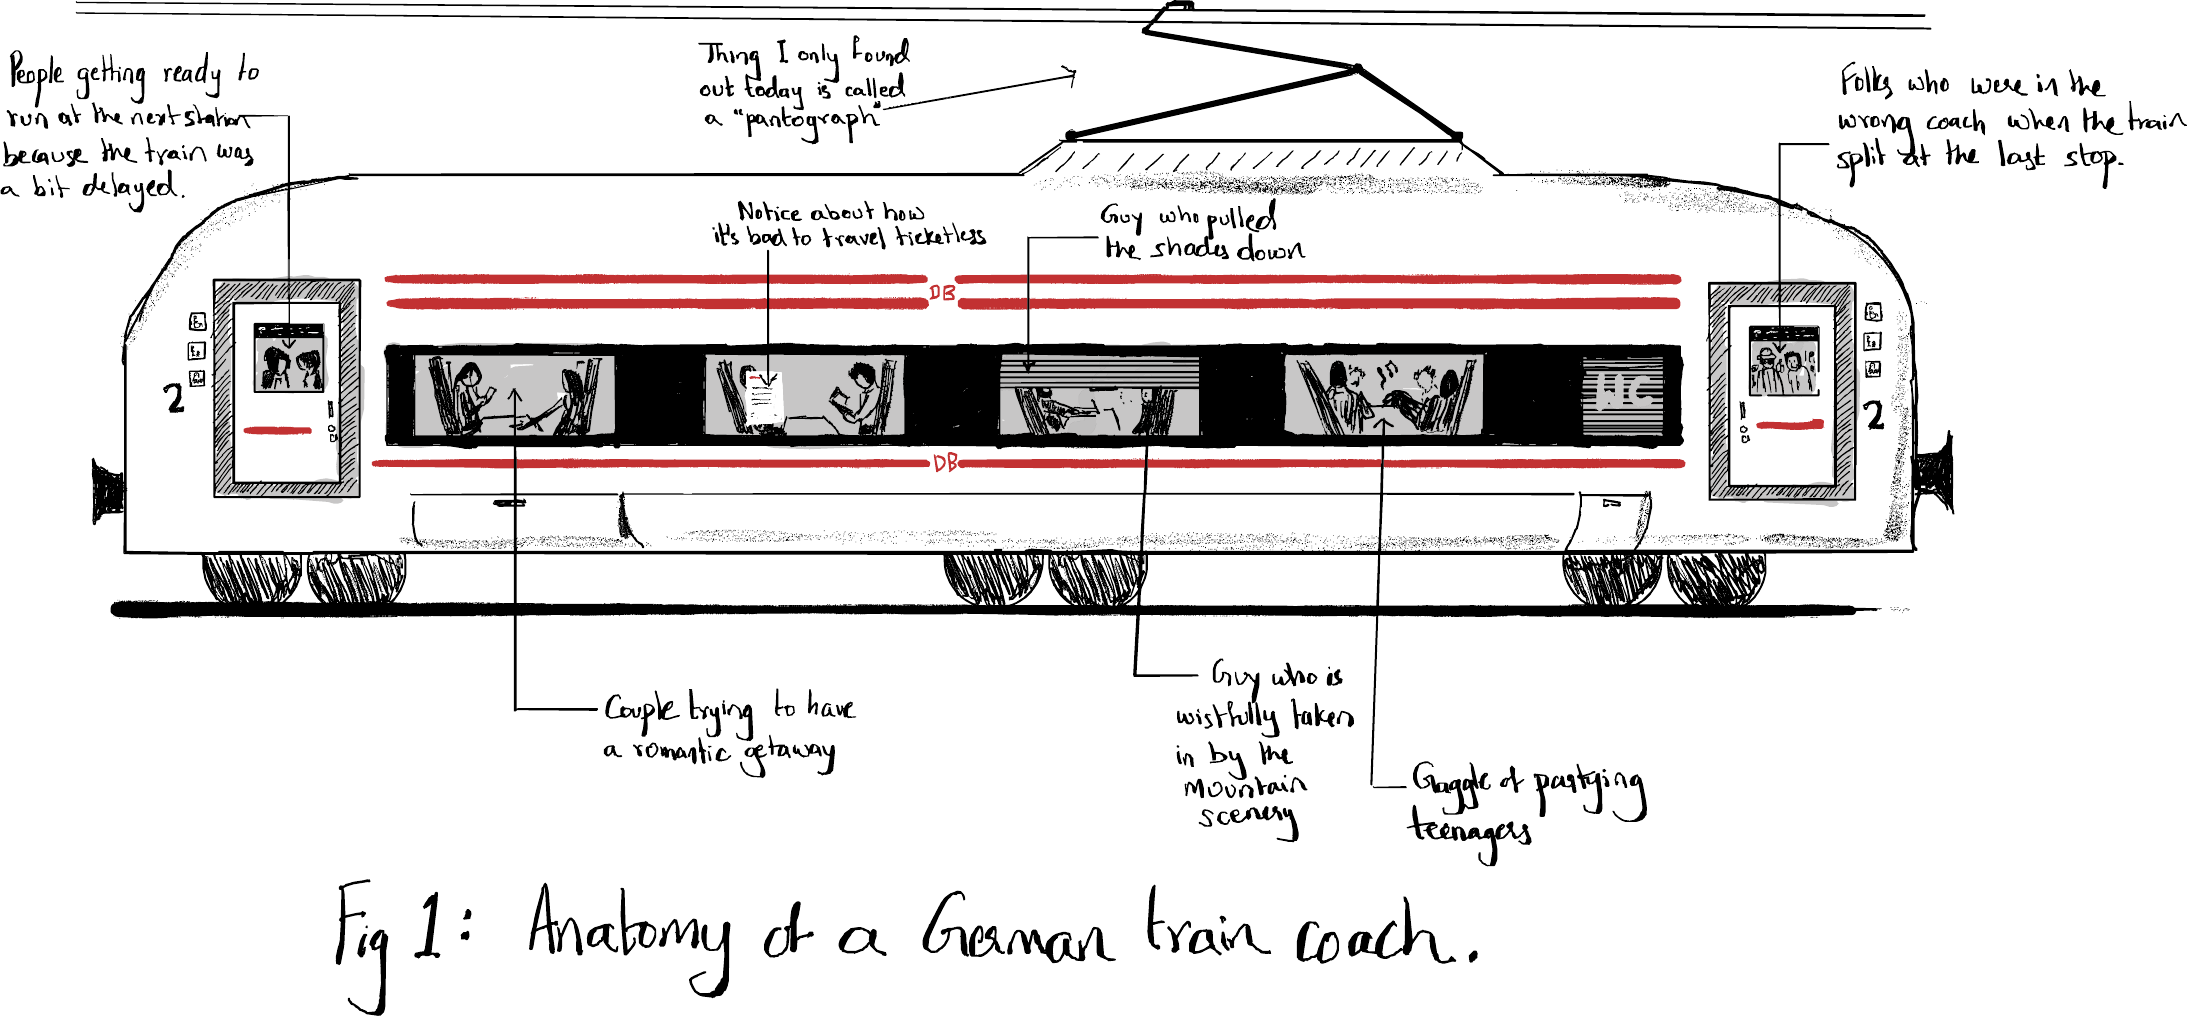 People getting ready to
run at the next station
because the train was
a bit delayed.
Thing I only found
out today is called
a "pantograph"
Folks who were in the
wrong coach when the train
split at the last stop.
Notice about how
it's bad to travel ticketless
Guy who pulled
the shades down
DB
2
WC
2
DB
Couple trying to have
a romantic getaway
Guy who is
wistfully taken
in by the
mountain
scenery
Gaggle of partying
teenagers
Fig 1: Anatomy of a German train coach.